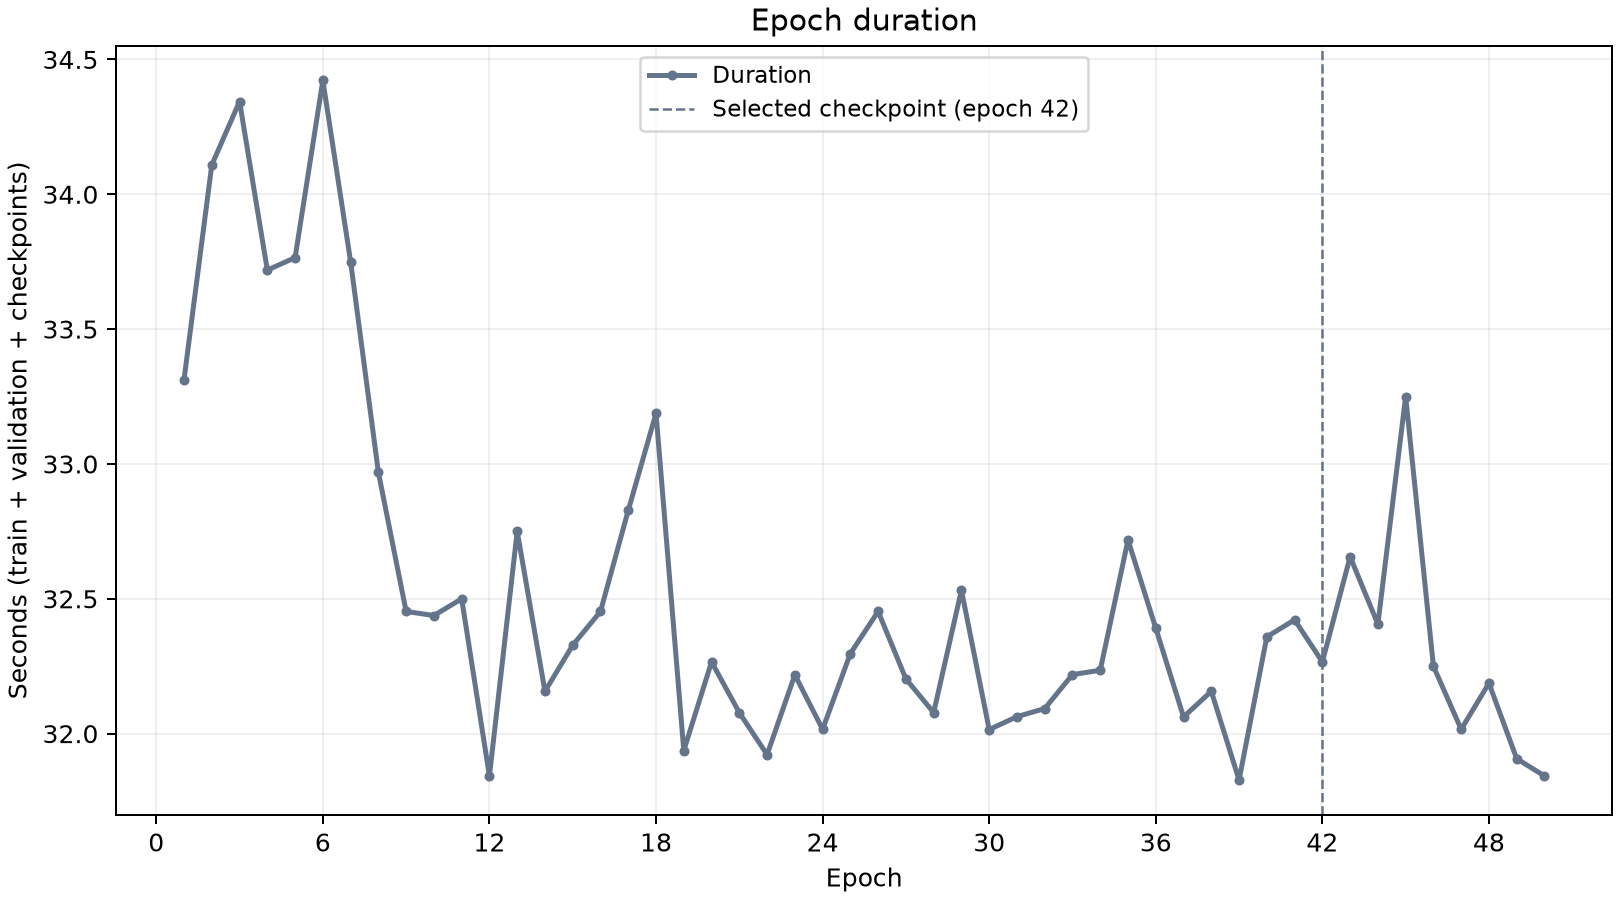 Epoch duration
Duration
Selected checkpoint (epoch 42)
Seconds (train + validation + checkpoints)
34.5
34.0
33.5
33.0
32.5
32.0
0 6 12 18 24 30 36 42 48
Epoch